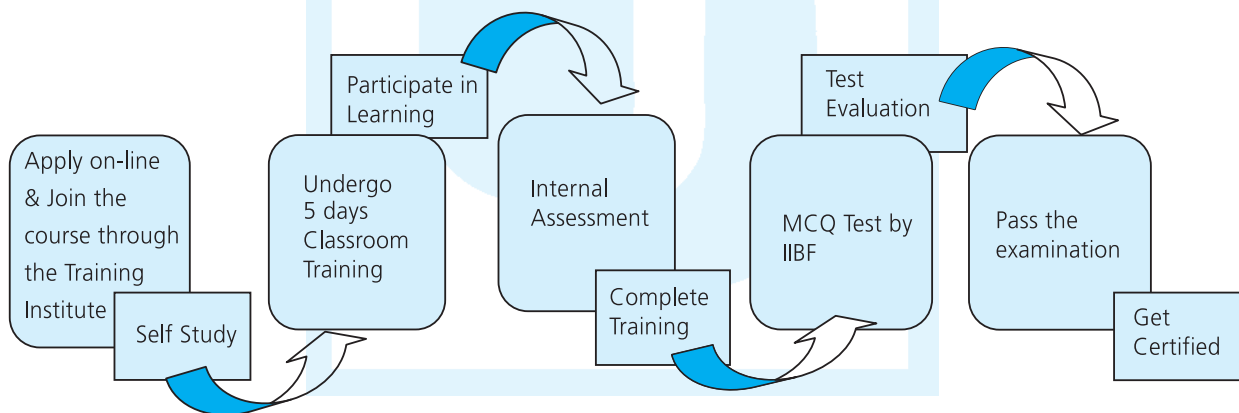 Apply on-line
& Join the
course through
the Training
Institute
Self Study
Participate in
Learning
Undergo
5 days
Classroom
Training
Internal
Assessment
Complete
Training
Test
Evaluation
MCQ Test by
IIBF
Pass the
examination
Get
Certified